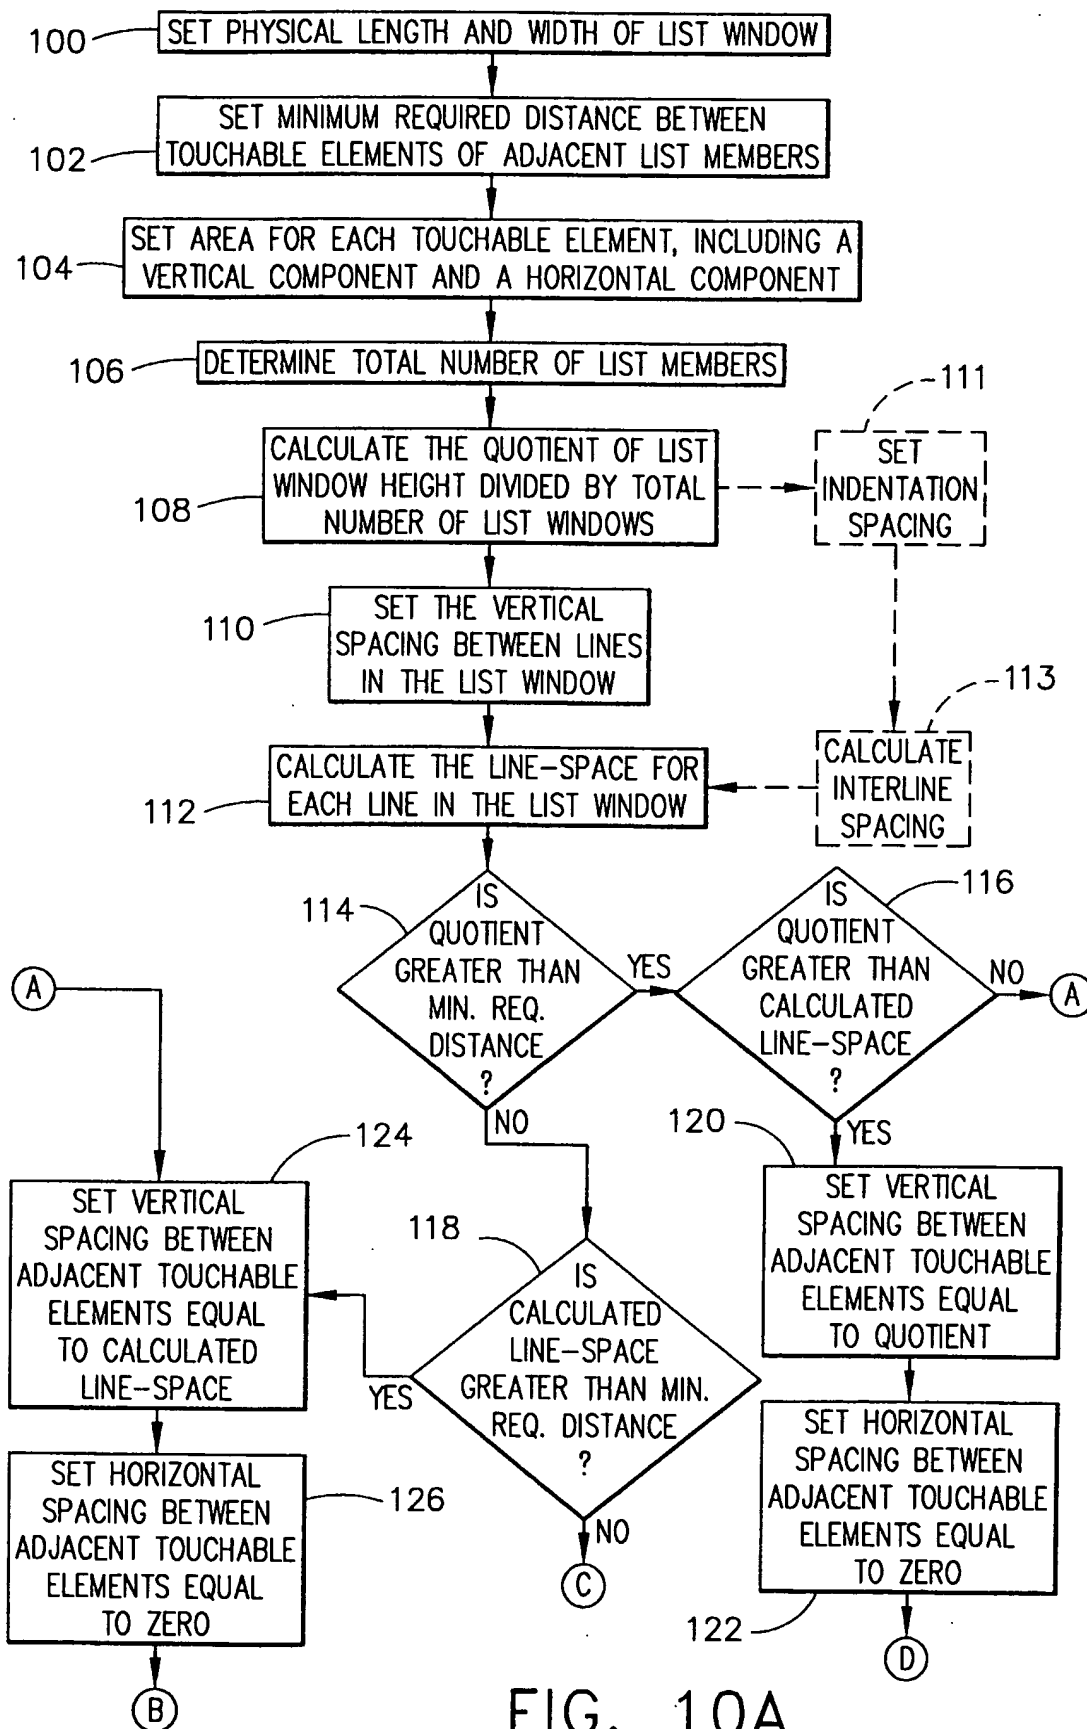 100
SET PHYSICAL LENGTH AND WIDTH OF LIST WINDOW
102
SET MINIMUM REQUIRED DISTANCE BETWEEN
TOUCHABLE ELEMENTS OF ADJACENT LIST MEMBERS
104
SET AREA FOR EACH TOUCHABLE ELEMENT, INCLUDING A
VERTICAL COMPONENT AND A HORIZONTAL COMPONENT
106
DETERMINE TOTAL NUMBER OF LIST MEMBERS
108
CALCULATE THE QUOTIENT OF LIST
WINDOW HEIGHT DIVIDED BY TOTAL
NUMBER OF LIST WINDOWS
111
SET
INDENTATION
SPACING
110
SET THE VERTICAL
SPACING BETWEEN LINES
IN THE LIST WINDOW
113
CALCULATE
INTERLINE
SPACING
112
CALCULATE THE LINE-SPACE FOR
EACH LINE IN THE LIST WINDOW
114
IS
QUOTIENT
GREATER THAN
MIN. REQ.
DISTANCE
?
YES
NO
116
IS
QUOTIENT
GREATER THAN
CALCULATED
LINE-SPACE
?
NO
A
YES
A
124
SET VERTICAL
SPACING BETWEEN
ADJACENT TOUCHABLE
ELEMENTS EQUAL
TO CALCULATED
LINE-SPACE
118
IS
CALCULATED
LINE-SPACE
GREATER THAN MIN.
REQ. DISTANCE
?
YES
NO
C
120
SET VERTICAL
SPACING BETWEEN
ADJACENT TOUCHABLE
ELEMENTS EQUAL
TO QUOTIENT
126
SET HORIZONTAL
SPACING BETWEEN
ADJACENT TOUCHABLE
ELEMENTS EQUAL
TO ZERO
B
122
SET HORIZONTAL
SPACING BETWEEN
ADJACENT TOUCHABLE
ELEMENTS EQUAL
TO ZERO
D
FIG. 10A